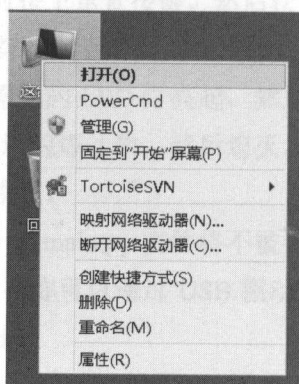 打开(O)
PowerCmd
管理(G)
固定到"开始"屏幕(P)
TortoiseSVN
映射网络驱动器(N)...
断开网络驱动器(C)...
创建快捷方式(S)
删除(D)
重命名(M)
属性(R)